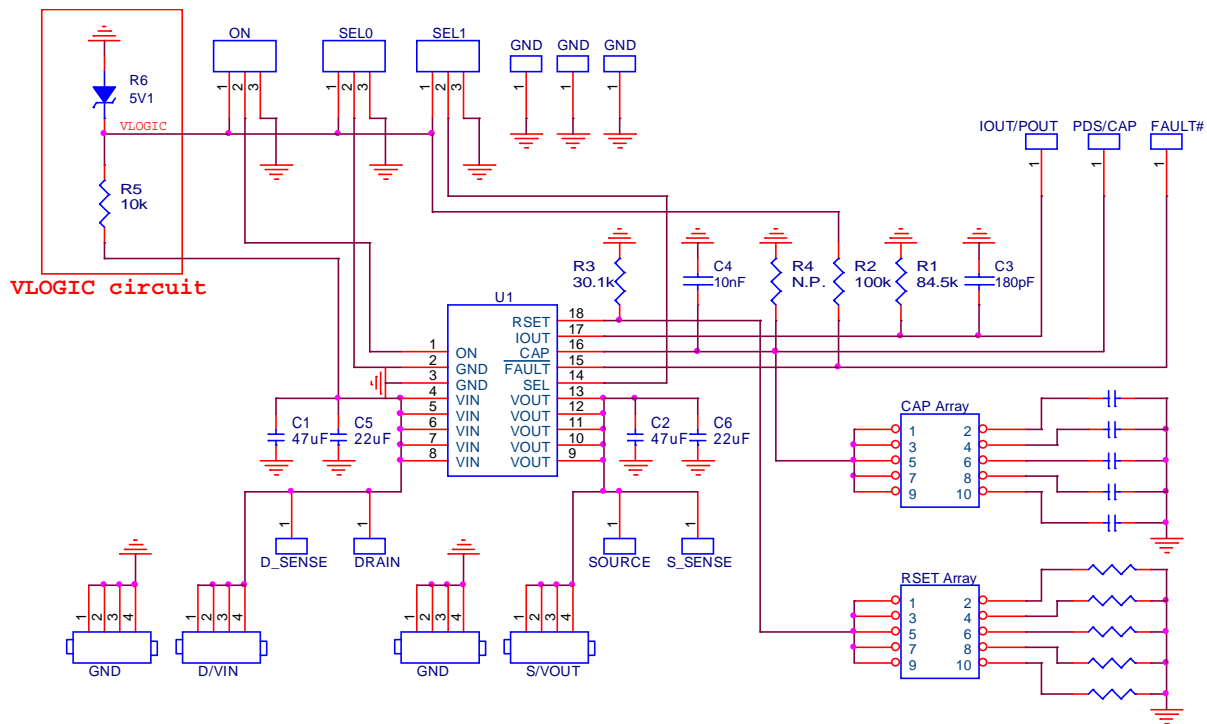 ON
SEL0
SEL1
GND
GND
GND
1
2
3
1
2
3
1
2
3
1
1
1
R6
5V1
VLOGIC
R5
10k
VLOGIC circuit
IOUT/POUT
PDS/CAP
FAULT#
1
1
1
R3
30.1k
C4
10nF
R4
N.P.
R2
100k
R1
84.5k
C3
180pF
U1
RSET
18
IOUT
17
CAP
16
FAULT
15
SEL
14
VOUT
13
VOUT
12
VOUT
11
VOUT
10
VOUT
9
1
ON
2
GND
3
GND
4
VIN
5
VIN
6
VIN
7
VIN
8
VIN
C1
47uF
C5
22uF
C2
47uF
C6
22uF
CAP Array
1
2
3
4
5
6
7
8
9
10
1
D_SENSE
1
DRAIN
1
SOURCE
1
S_SENSE
RSET Array
1
2
3
4
5
6
7
8
9
10
1
2
3
4
GND
1
2
3
4
D/VIN
1
2
3
4
GND
1
2
3
4
S/VOUT